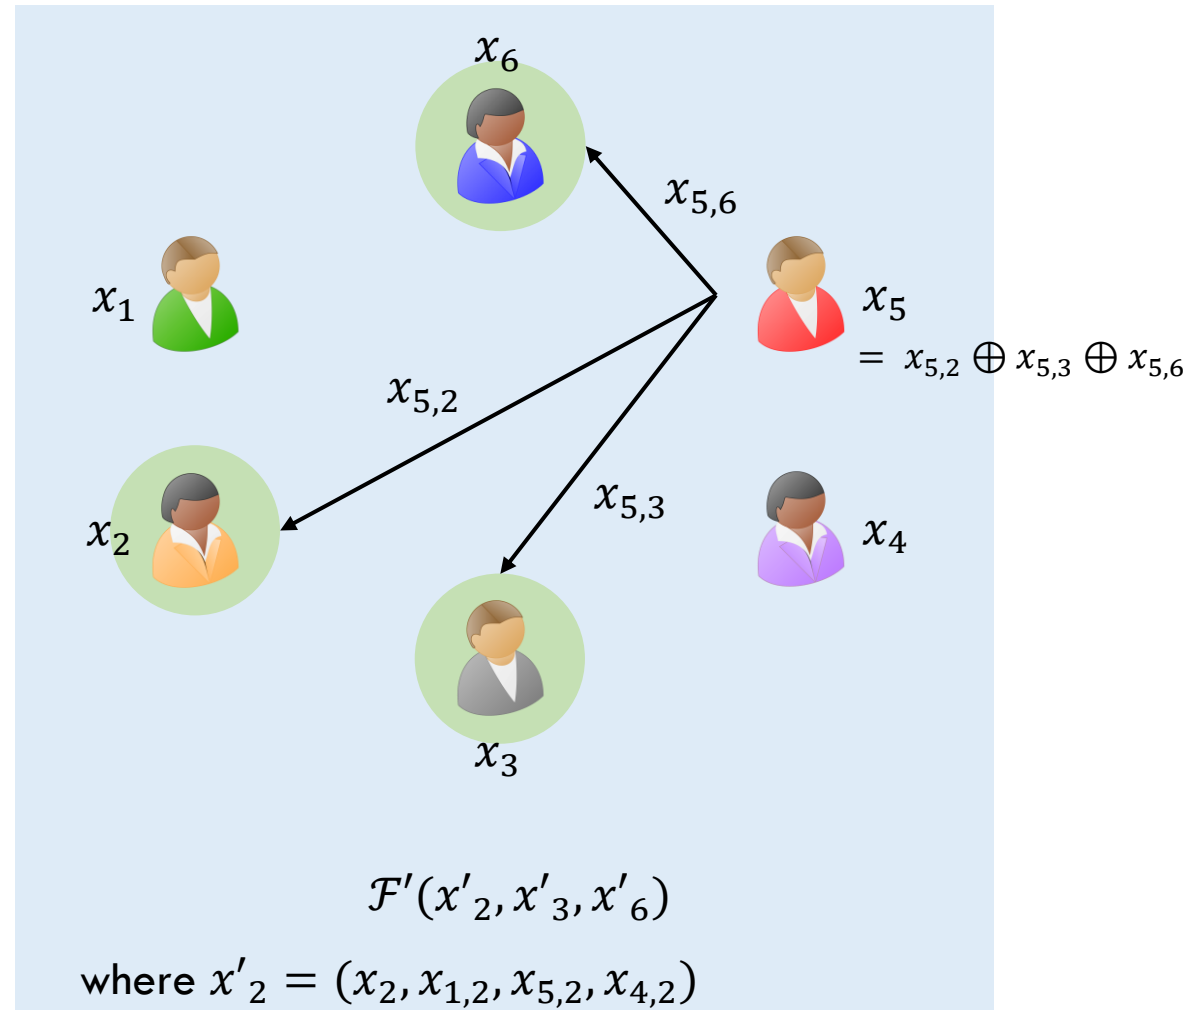 x₆
x₅,₆
x₁
x₅
= x₅,₂ ⊕ x₅,₃ ⊕ x₅,₆
x₅,₂
x₅,₃
x₂
x₄
x₃
ℱ′(x′₂, x′₃, x′₆)
where x′₂ = (x₂, x₁,₂, x₅,₂, x₄,₂)